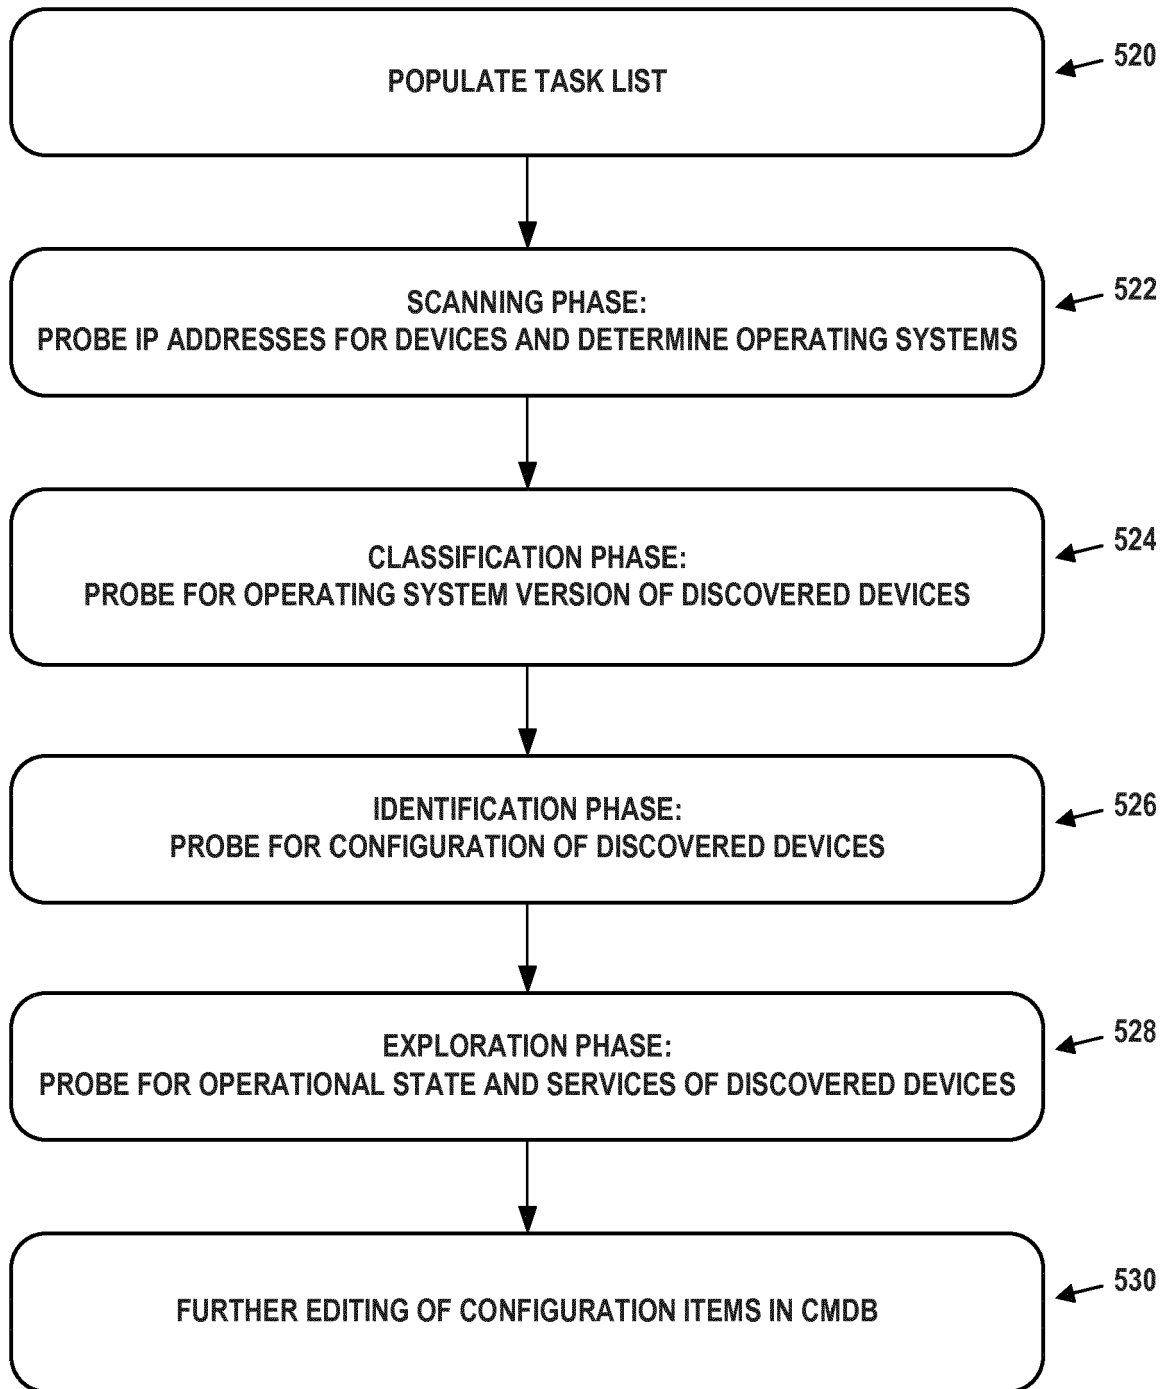 POPULATE TASK LIST
520
SCANNING PHASE:
PROBE IP ADDRESSES FOR DEVICES AND DETERMINE OPERATING SYSTEMS
522
CLASSIFICATION PHASE:
PROBE FOR OPERATING SYSTEM VERSION OF DISCOVERED DEVICES
524
IDENTIFICATION PHASE:
PROBE FOR CONFIGURATION OF DISCOVERED DEVICES
526
EXPLORATION PHASE:
PROBE FOR OPERATIONAL STATE AND SERVICES OF DISCOVERED DEVICES
528
FURTHER EDITING OF CONFIGURATION ITEMS IN CMDB
530